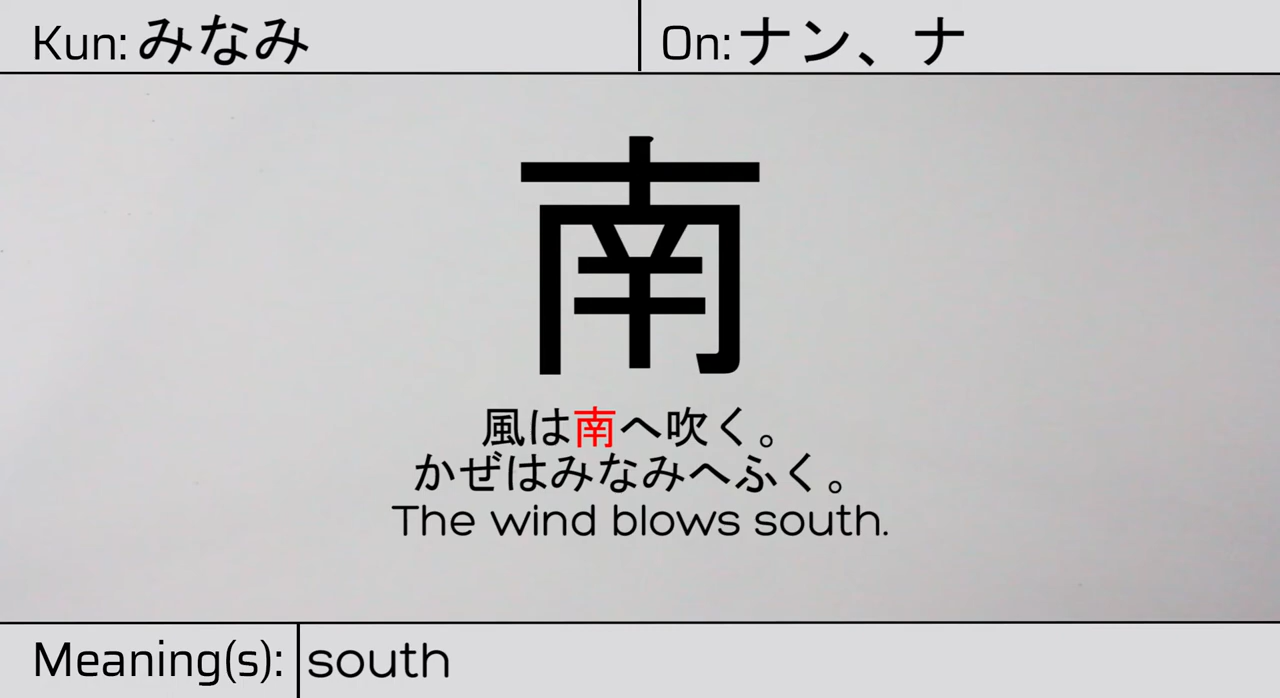 Kun: みなみ
On: ナン、ナ
南
風は南へ吹く。
かぜはみなみへふく。
The wind blows south.
Meaning(s): south